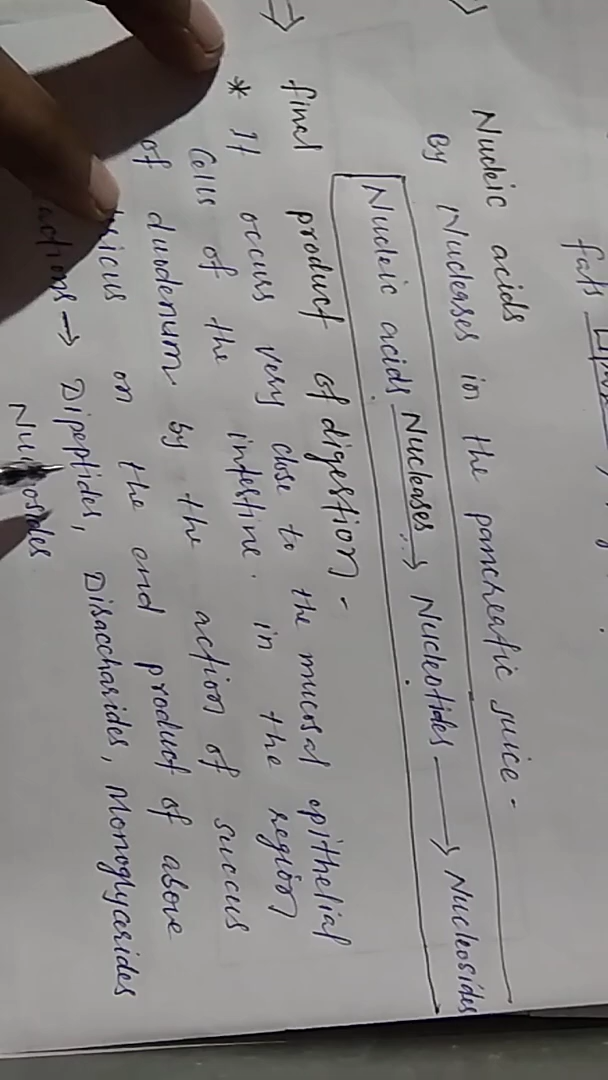 fats
Nucleic acids
By Nucleases in the pancreatic juice.
Nucleic acids Nucleases → Nucleotides → Nucleosides
⇒ final product of digestion.
* It occurs very close to the mucosal epithelial
Cells of the intestine. in the region
of duodenum by the action of succus
on the end product of above
→ Dipeptides, Disaccharides, Monoglycerides